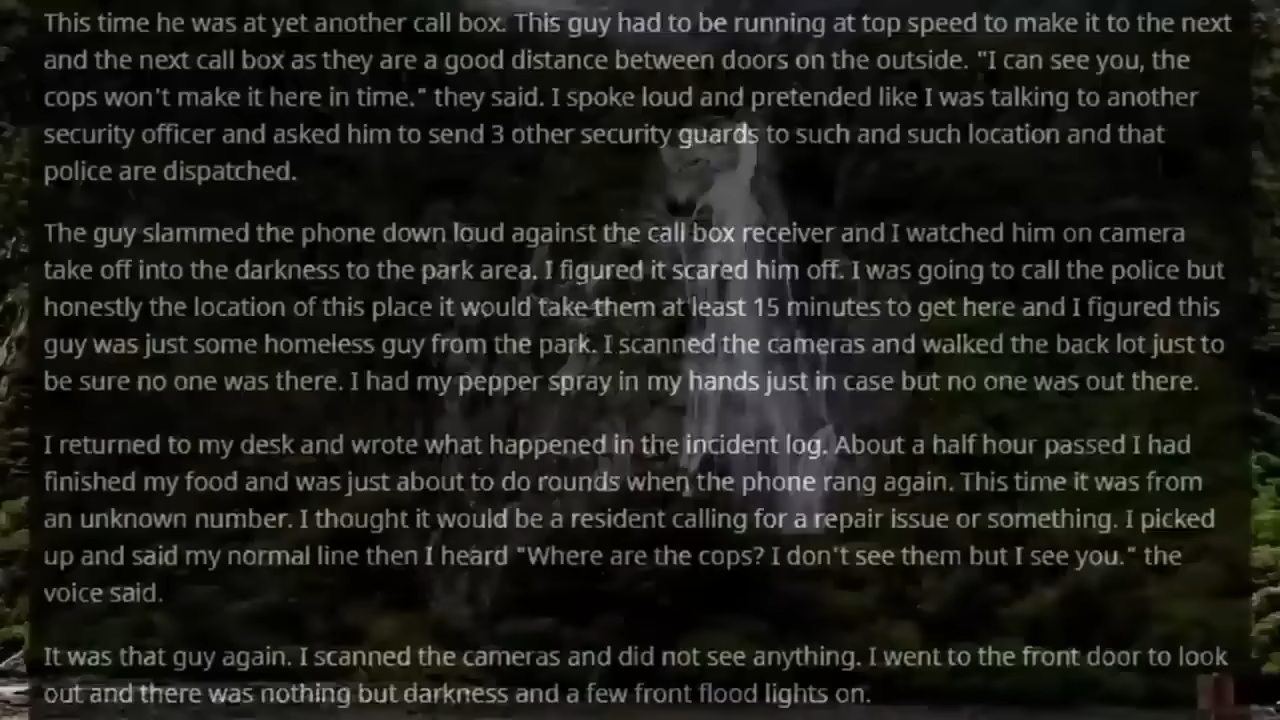 This time he was at yet another call box. This guy had to be running at top speed to make it to the next
and the next call box as they are a good distance between doors on the outside. "I can see you, the
cops won't make it here in time." they said. I spoke loud and pretended like I was talking to another
security officer and asked him to send 3 other security guards to such and such location and that
police are dispatched.
The guy slammed the phone down loud against the call box receiver and I watched him on camera
take off into the darkness to the park area. I figured it scared him off. I was going to call the police but
honestly the location of this place it would take them at least 15 minutes to get here and I figured this
guy was just some homeless guy from the park. I scanned the cameras and walked the back lot just to
be sure no one was there. I had my pepper spray in my hands just in case but no one was out there.
I returned to my desk and wrote what happened in the incident log. About a half hour passed I had
finished my food and was just about to do rounds when the phone rang again. This time it was from
an unknown number. I thought it would be a resident calling for a repair issue or something. I picked
up and said my normal line then I heard "Where are the cops? I don't see them but I see you." the
voice said.
It was that guy again. I scanned the cameras and did not see anything. I went to the front door to look
out and there was nothing but darkness and a few front flood lights on.